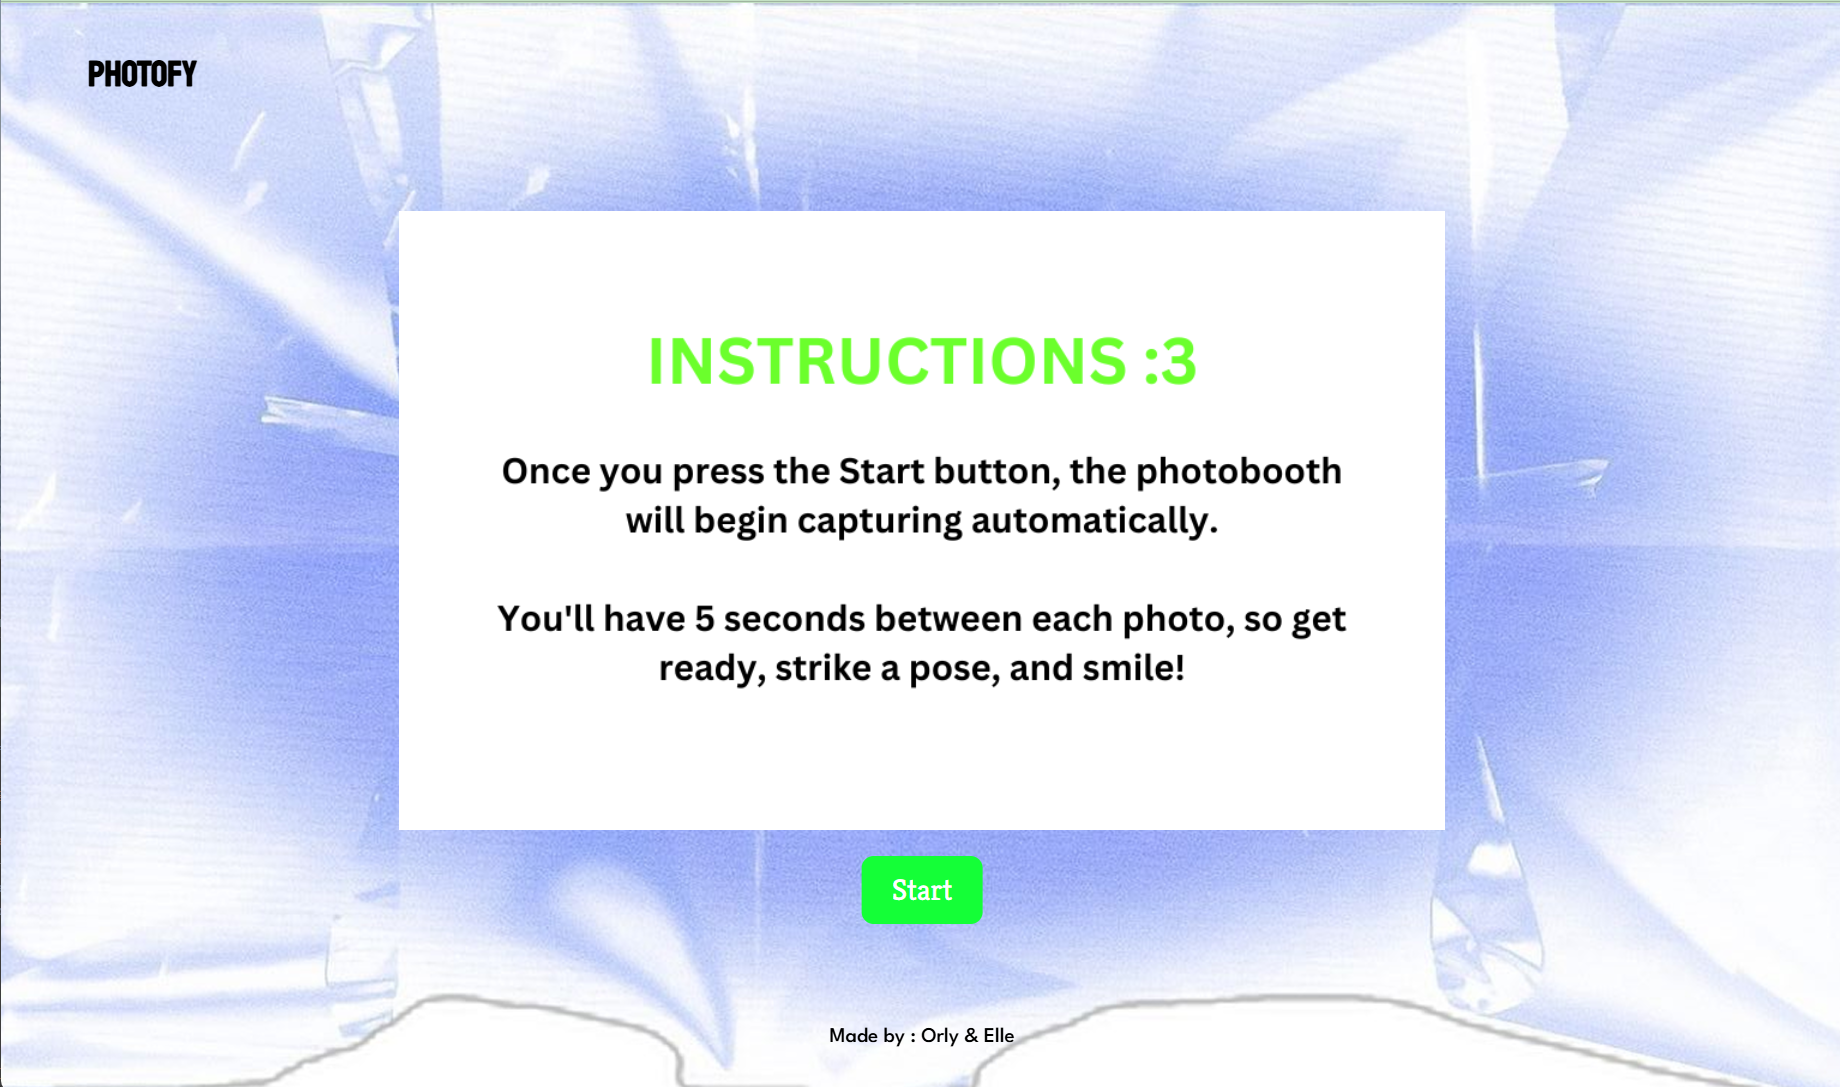 PHOTOFY
INSTRUCTIONS :3
Once you press the Start button, the photobooth
will begin capturing automatically.
You'll have 5 seconds between each photo, so get
ready, strike a pose, and smile!
Start
Made by : Orly & Elle